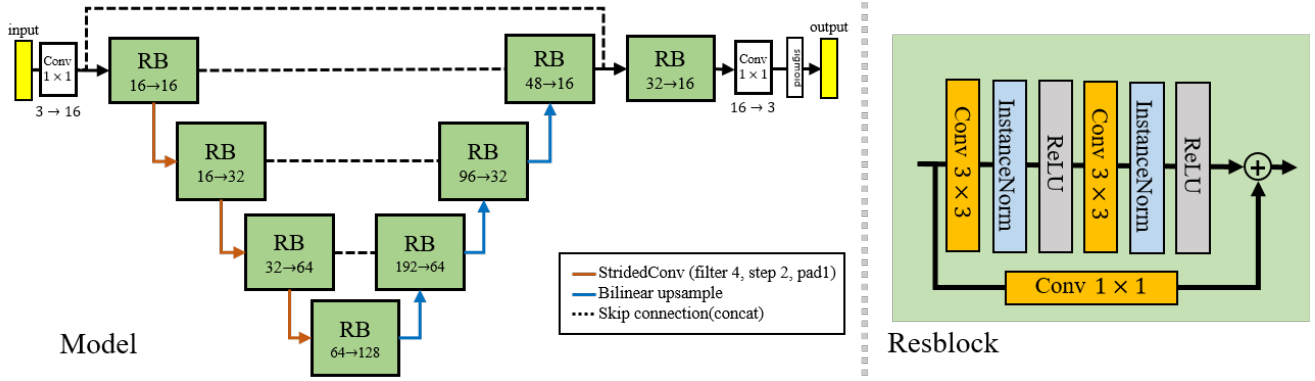 input
Conv
1 × 1
3 → 16
RB
16→16
RB
48→16
RB
32→16
Conv
1 × 1
16 → 3
sigmoid
output
RB
16→32
RB
96→32
RB
32→64
RB
192→64
RB
64→128
StridedConv (filter 4, step 2, pad1)
Bilinear upsample
Skip connection(concat)
Model
Conv 3 × 3
InstanceNorm
ReLU
Conv 3 × 3
InstanceNorm
ReLU
+
Conv 1 × 1
Resblock